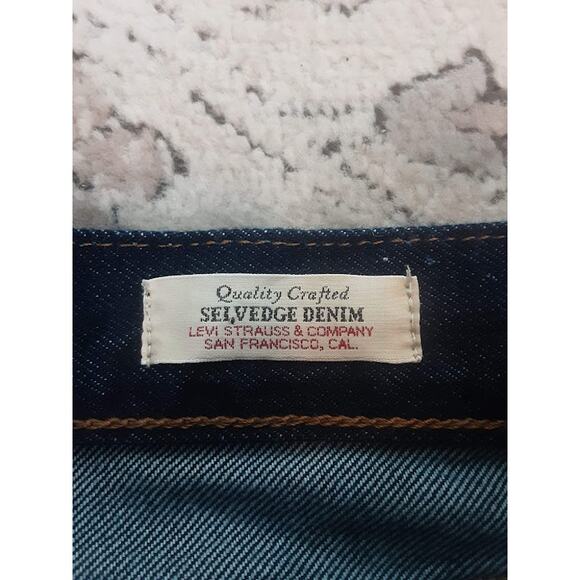 Quality Crafted
SELVEDGE DENIM
LEVI STRAUSS & COMPANY
SAN FRANCISCO, CAL.